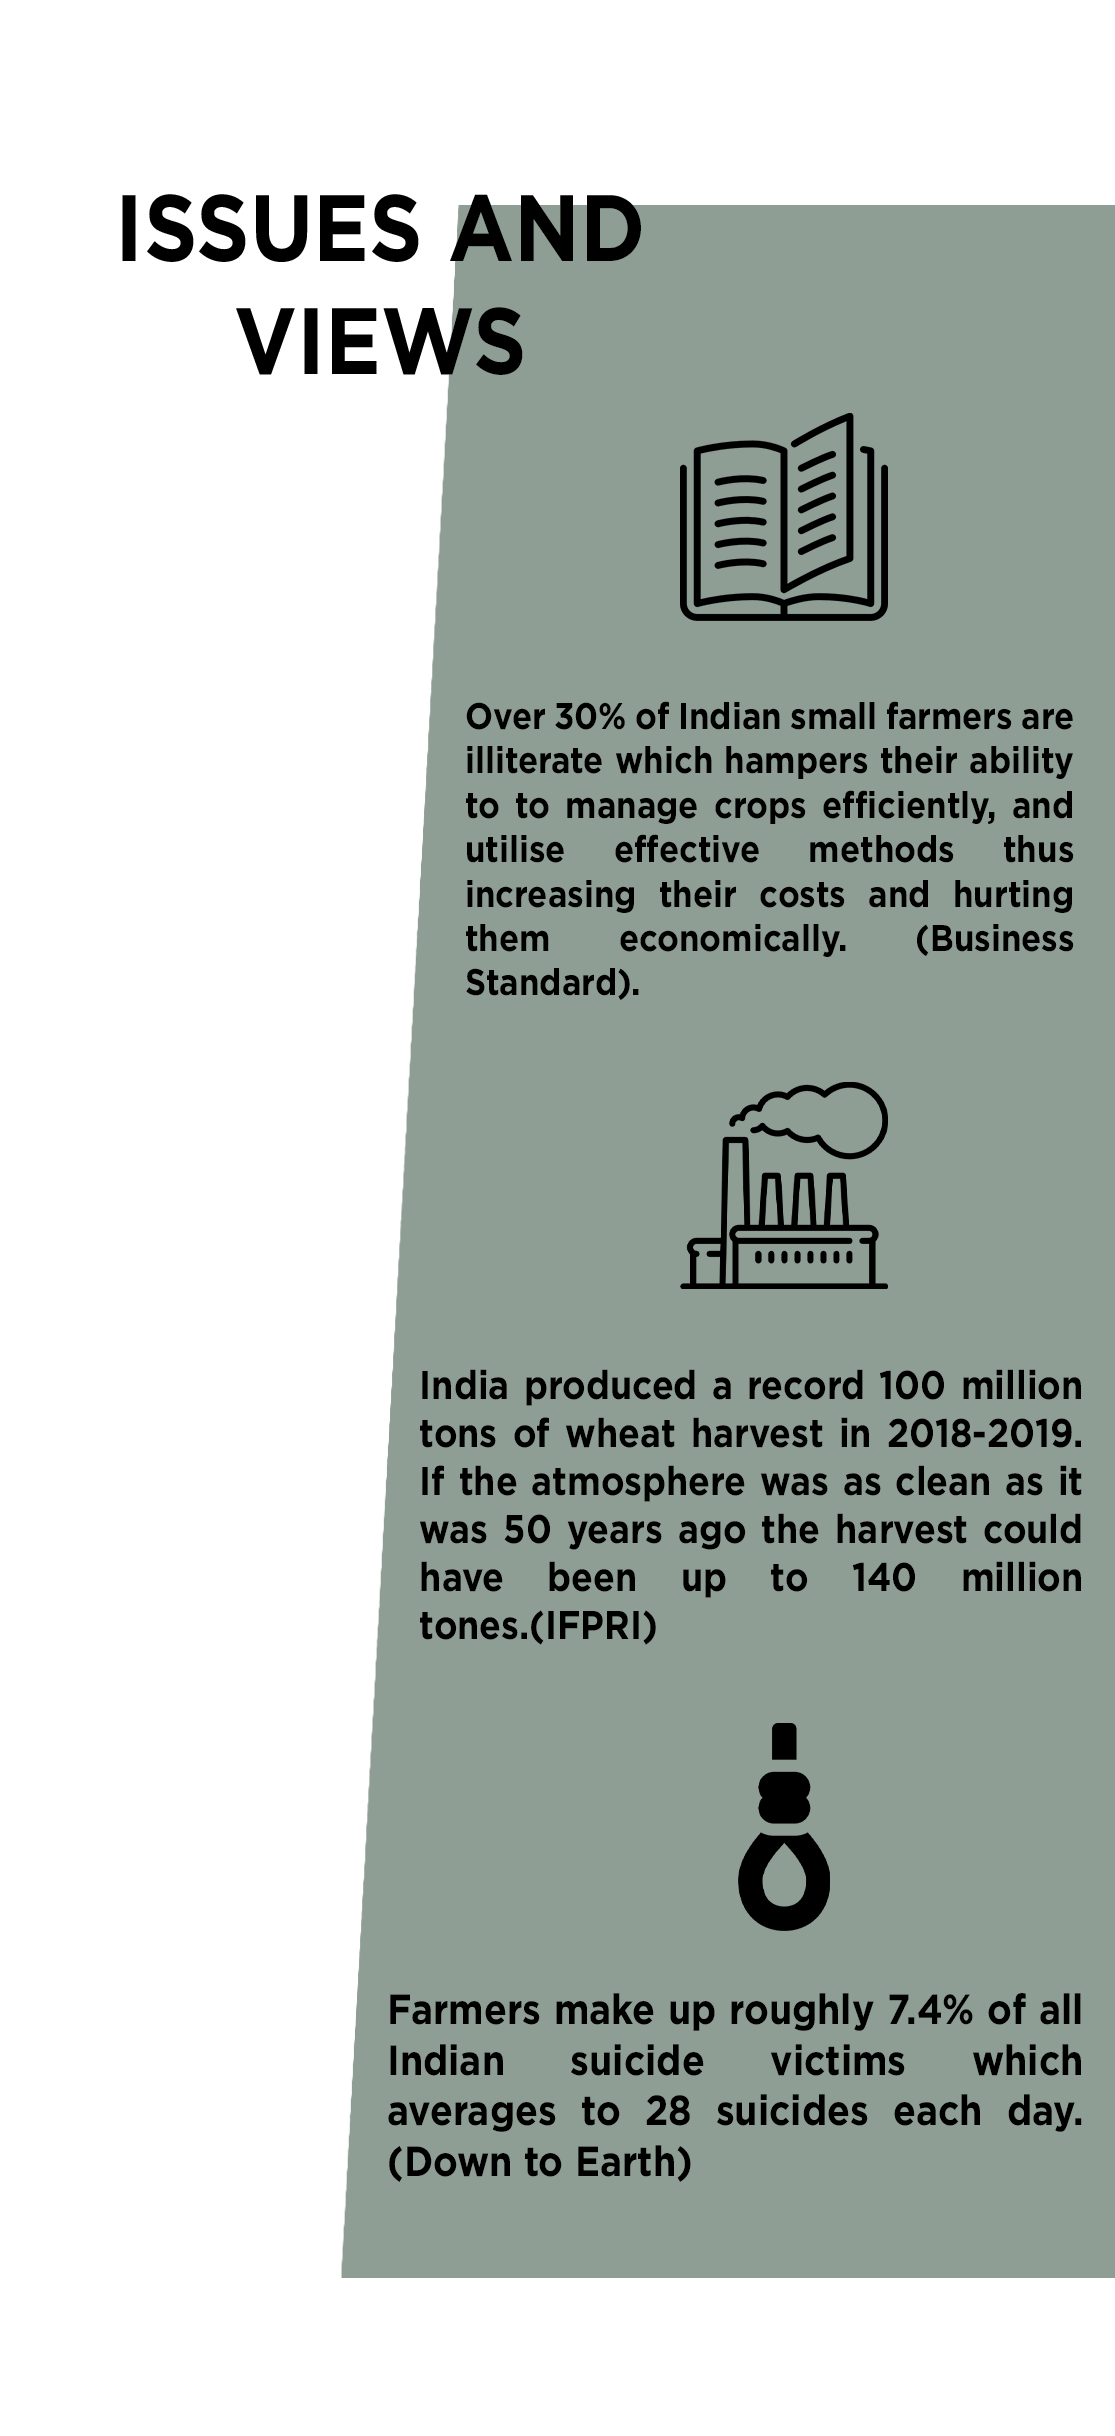 ISSUES AND
VIEWS
Over 30% of Indian small farmers are
illiterate which hampers their ability
to to manage crops efficiently, and
utilise effective methods thus
increasing their costs and hurting
them economically. (Business
Standard).
India produced a record 100 million
tons of wheat harvest in 2018-2019.
If the atmosphere was as clean as it
was 50 years ago the harvest could
have been up to 140 million
tones.(IFPRI)
Farmers make up roughly 7.4% of all
Indian suicide victims which
averages to 28 suicides each day.
(Down to Earth)